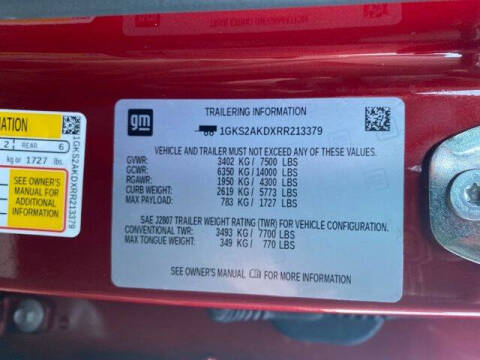 gm
TRAILERING INFORMATION
1GKS2AKDXRR213379
VEHICLE AND TRAILER MUST NOT EXCEED ANY OF THESE VALUES.
GVWR: 3402 KG / 7500 LBS
GCWR: 6350 KG / 14000 LBS
RGAWR: 1950 KG / 4300 LBS
CURB WEIGHT: 2619 KG / 5773 LBS
MAX PAYLOAD: 783 KG / 1727 LBS
SAE J2807 TRAILER WEIGHT RATING (TWR) FOR VEHICLE CONFIGURATION.
CONVENTIONAL TWR: 3493 KG / 7700 LBS
MAX TONGUE WEIGHT: 349 KG / 770 LBS
SEE OWNER'S MANUAL FOR MORE INFORMATION
MATION
2 REAR 6
kg or 1727 lbs.
SEE OWNER'S
MANUAL FOR
ADDITIONAL
INFORMATION
1GKS2AKDXRR213379